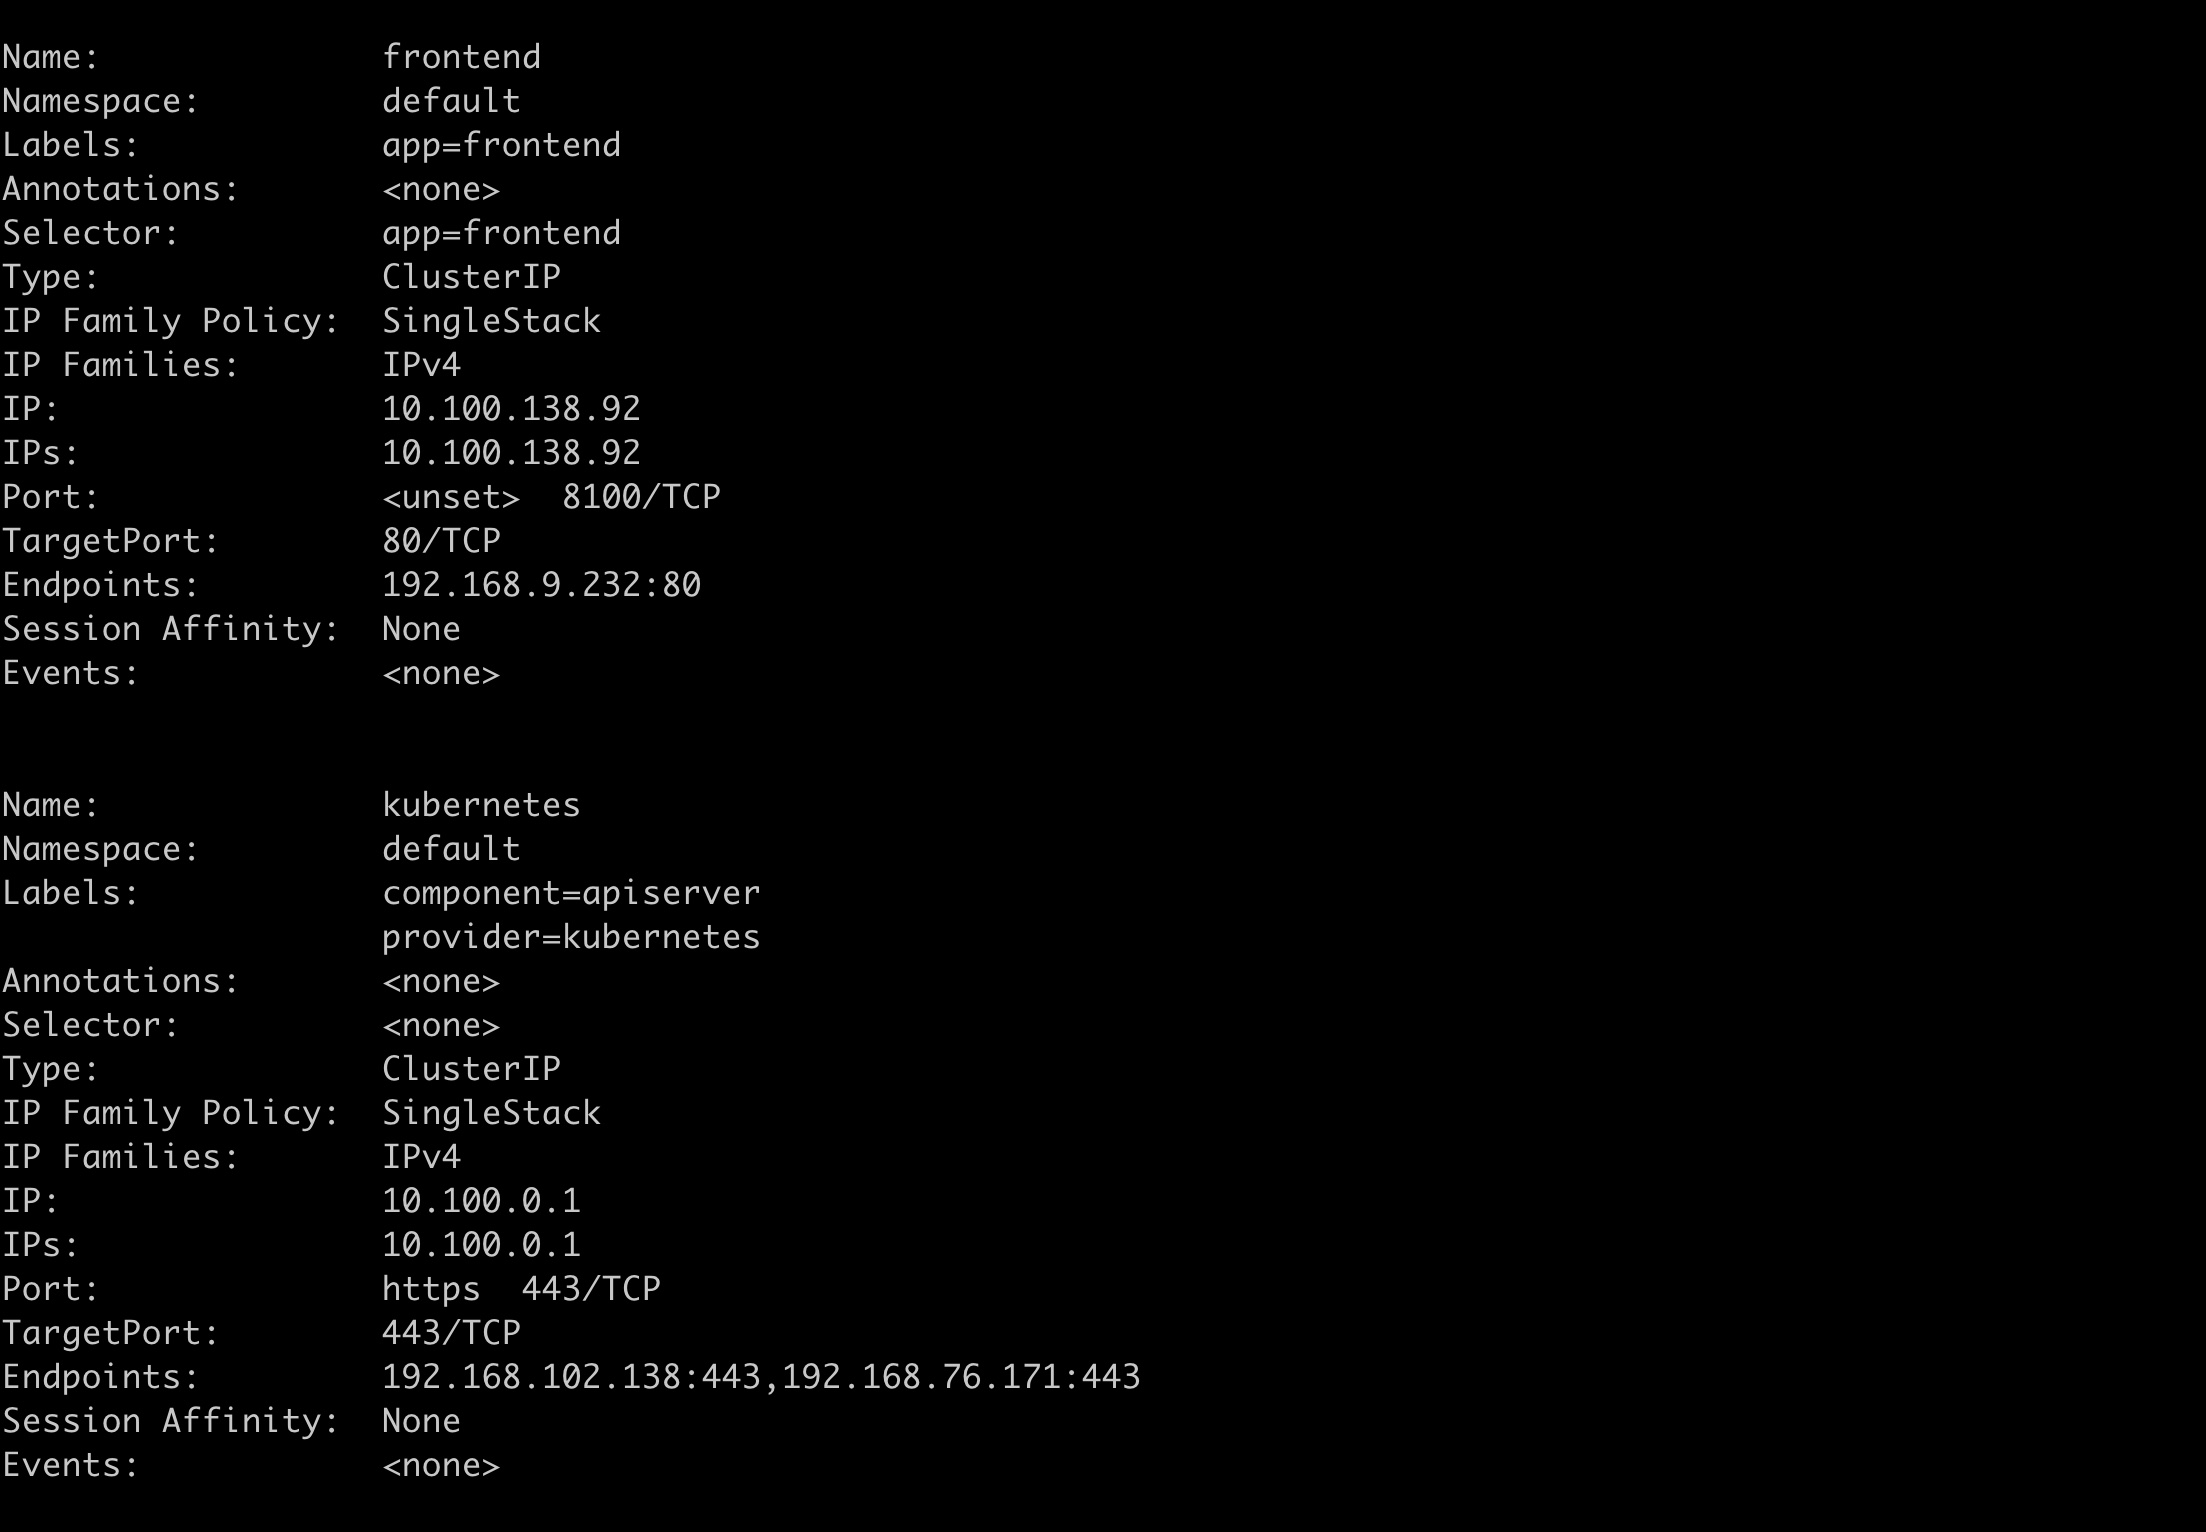 Name:              frontend
Namespace:         default
Labels:            app=frontend
Annotations:       <none>
Selector:          app=frontend
Type:              ClusterIP
IP Family Policy:  SingleStack
IP Families:       IPv4
IP:                10.100.138.92
IPs:               10.100.138.92
Port:              <unset>  8100/TCP
TargetPort:        80/TCP
Endpoints:         192.168.9.232:80
Session Affinity:  None
Events:            <none>
Name:              kubernetes
Namespace:         default
Labels:            component=apiserver
                   provider=kubernetes
Annotations:       <none>
Selector:          <none>
Type:              ClusterIP
IP Family Policy:  SingleStack
IP Families:       IPv4
IP:                10.100.0.1
IPs:               10.100.0.1
Port:              https  443/TCP
TargetPort:        443/TCP
Endpoints:         192.168.102.138:443,192.168.76.171:443
Session Affinity:  None
Events:            <none>